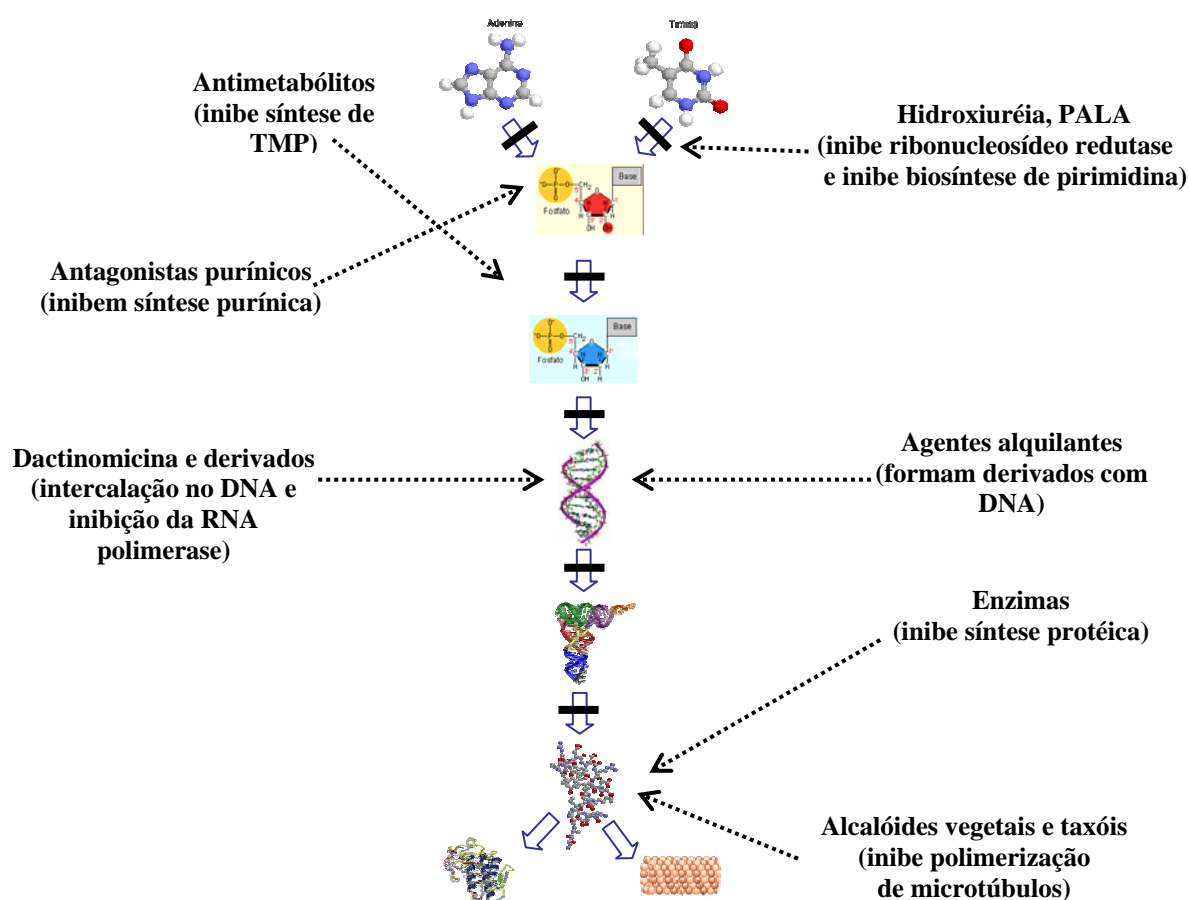 Adenina
Timina
Antimetabólitos
(inibe síntese de
TMP)
Hidroxiuréia, PALA
(inibe ribonucleosídeo redutase
e inibe biosíntese de pirimidina)
Base
Fosfato
Antagonistas purínicos
(inibem síntese purínica)
Base
Fosfato
Dactinomicina e derivados
(intercalação no DNA e
inibição da RNA
polimerase)
Agentes alquilantes
(formam derivados com
DNA)
Enzimas
(inibe síntese protéica)
Alcalóides vegetais e taxóis
(inibe polimerização
de microtúbulos)